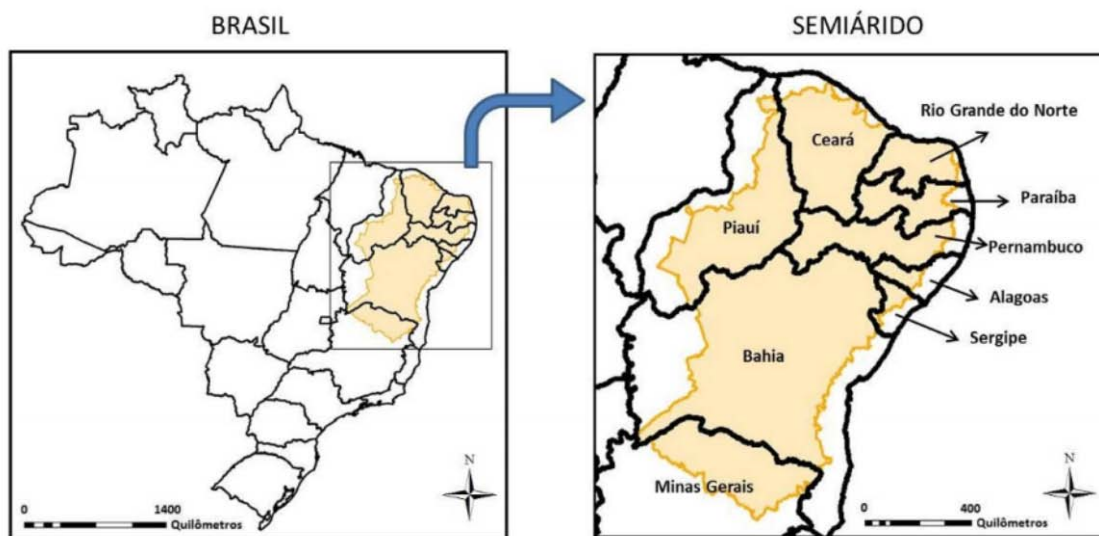 BRASIL
N
0
1400
Quilômetros
SEMIÁRIDO
Rio Grande do Norte
Ceará
Paraíba
Piauí
Pernambuco
Alagoas
Sergipe
Bahia
Minas Gerais
N
0
400
Quilômetros